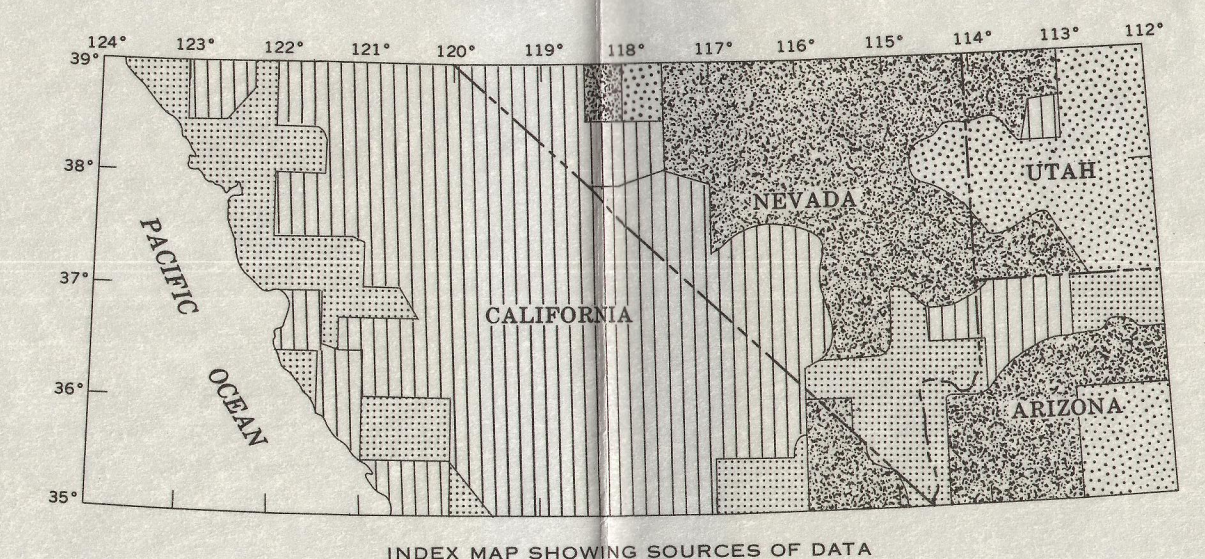 124° 123° 122° 121° 120° 119° 118° 117° 116° 115° 114° 113° 112°
39°
38°
UTAH
NEVADA
PACIFIC
37°
CALIFORNIA
OCEAN
36°
ARIZONA
35°
INDEX MAP SHOWING SOURCES OF DATA